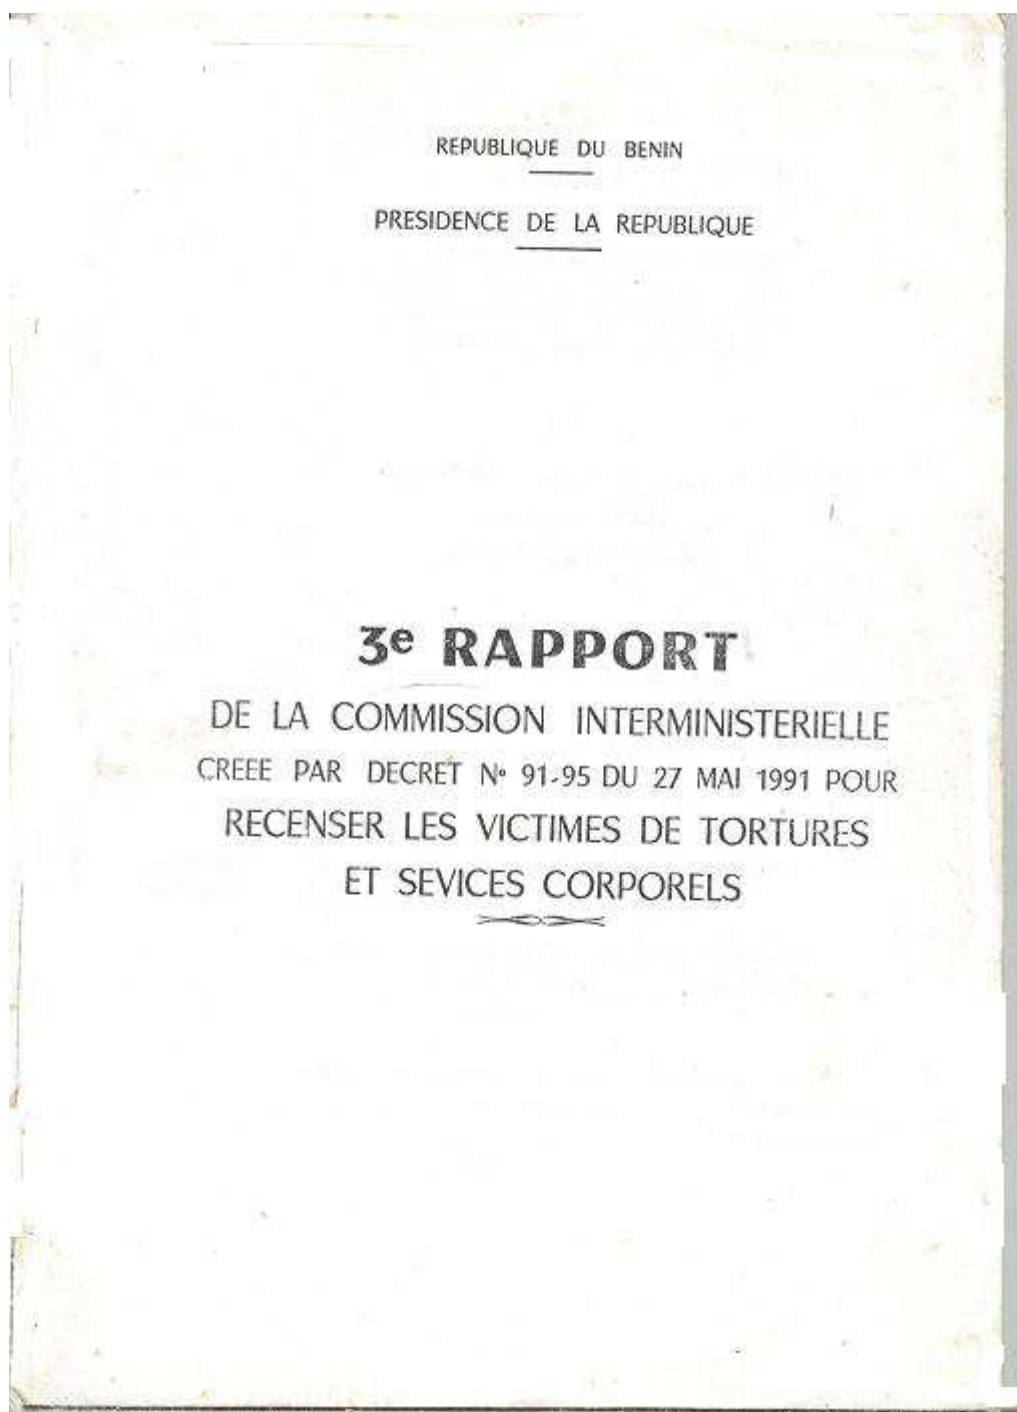 REPUBLIQUE DU BENIN
PRESIDENCE DE LA REPUBLIQUE
3e RAPPORT
DE LA COMMISSION INTERMINISTERIELLE
CREEE PAR DECRET N° 91-95 DU 27 MAI 1991 POUR
RECENSER LES VICTIMES DE TORTURES
ET SEVICES CORPORELS